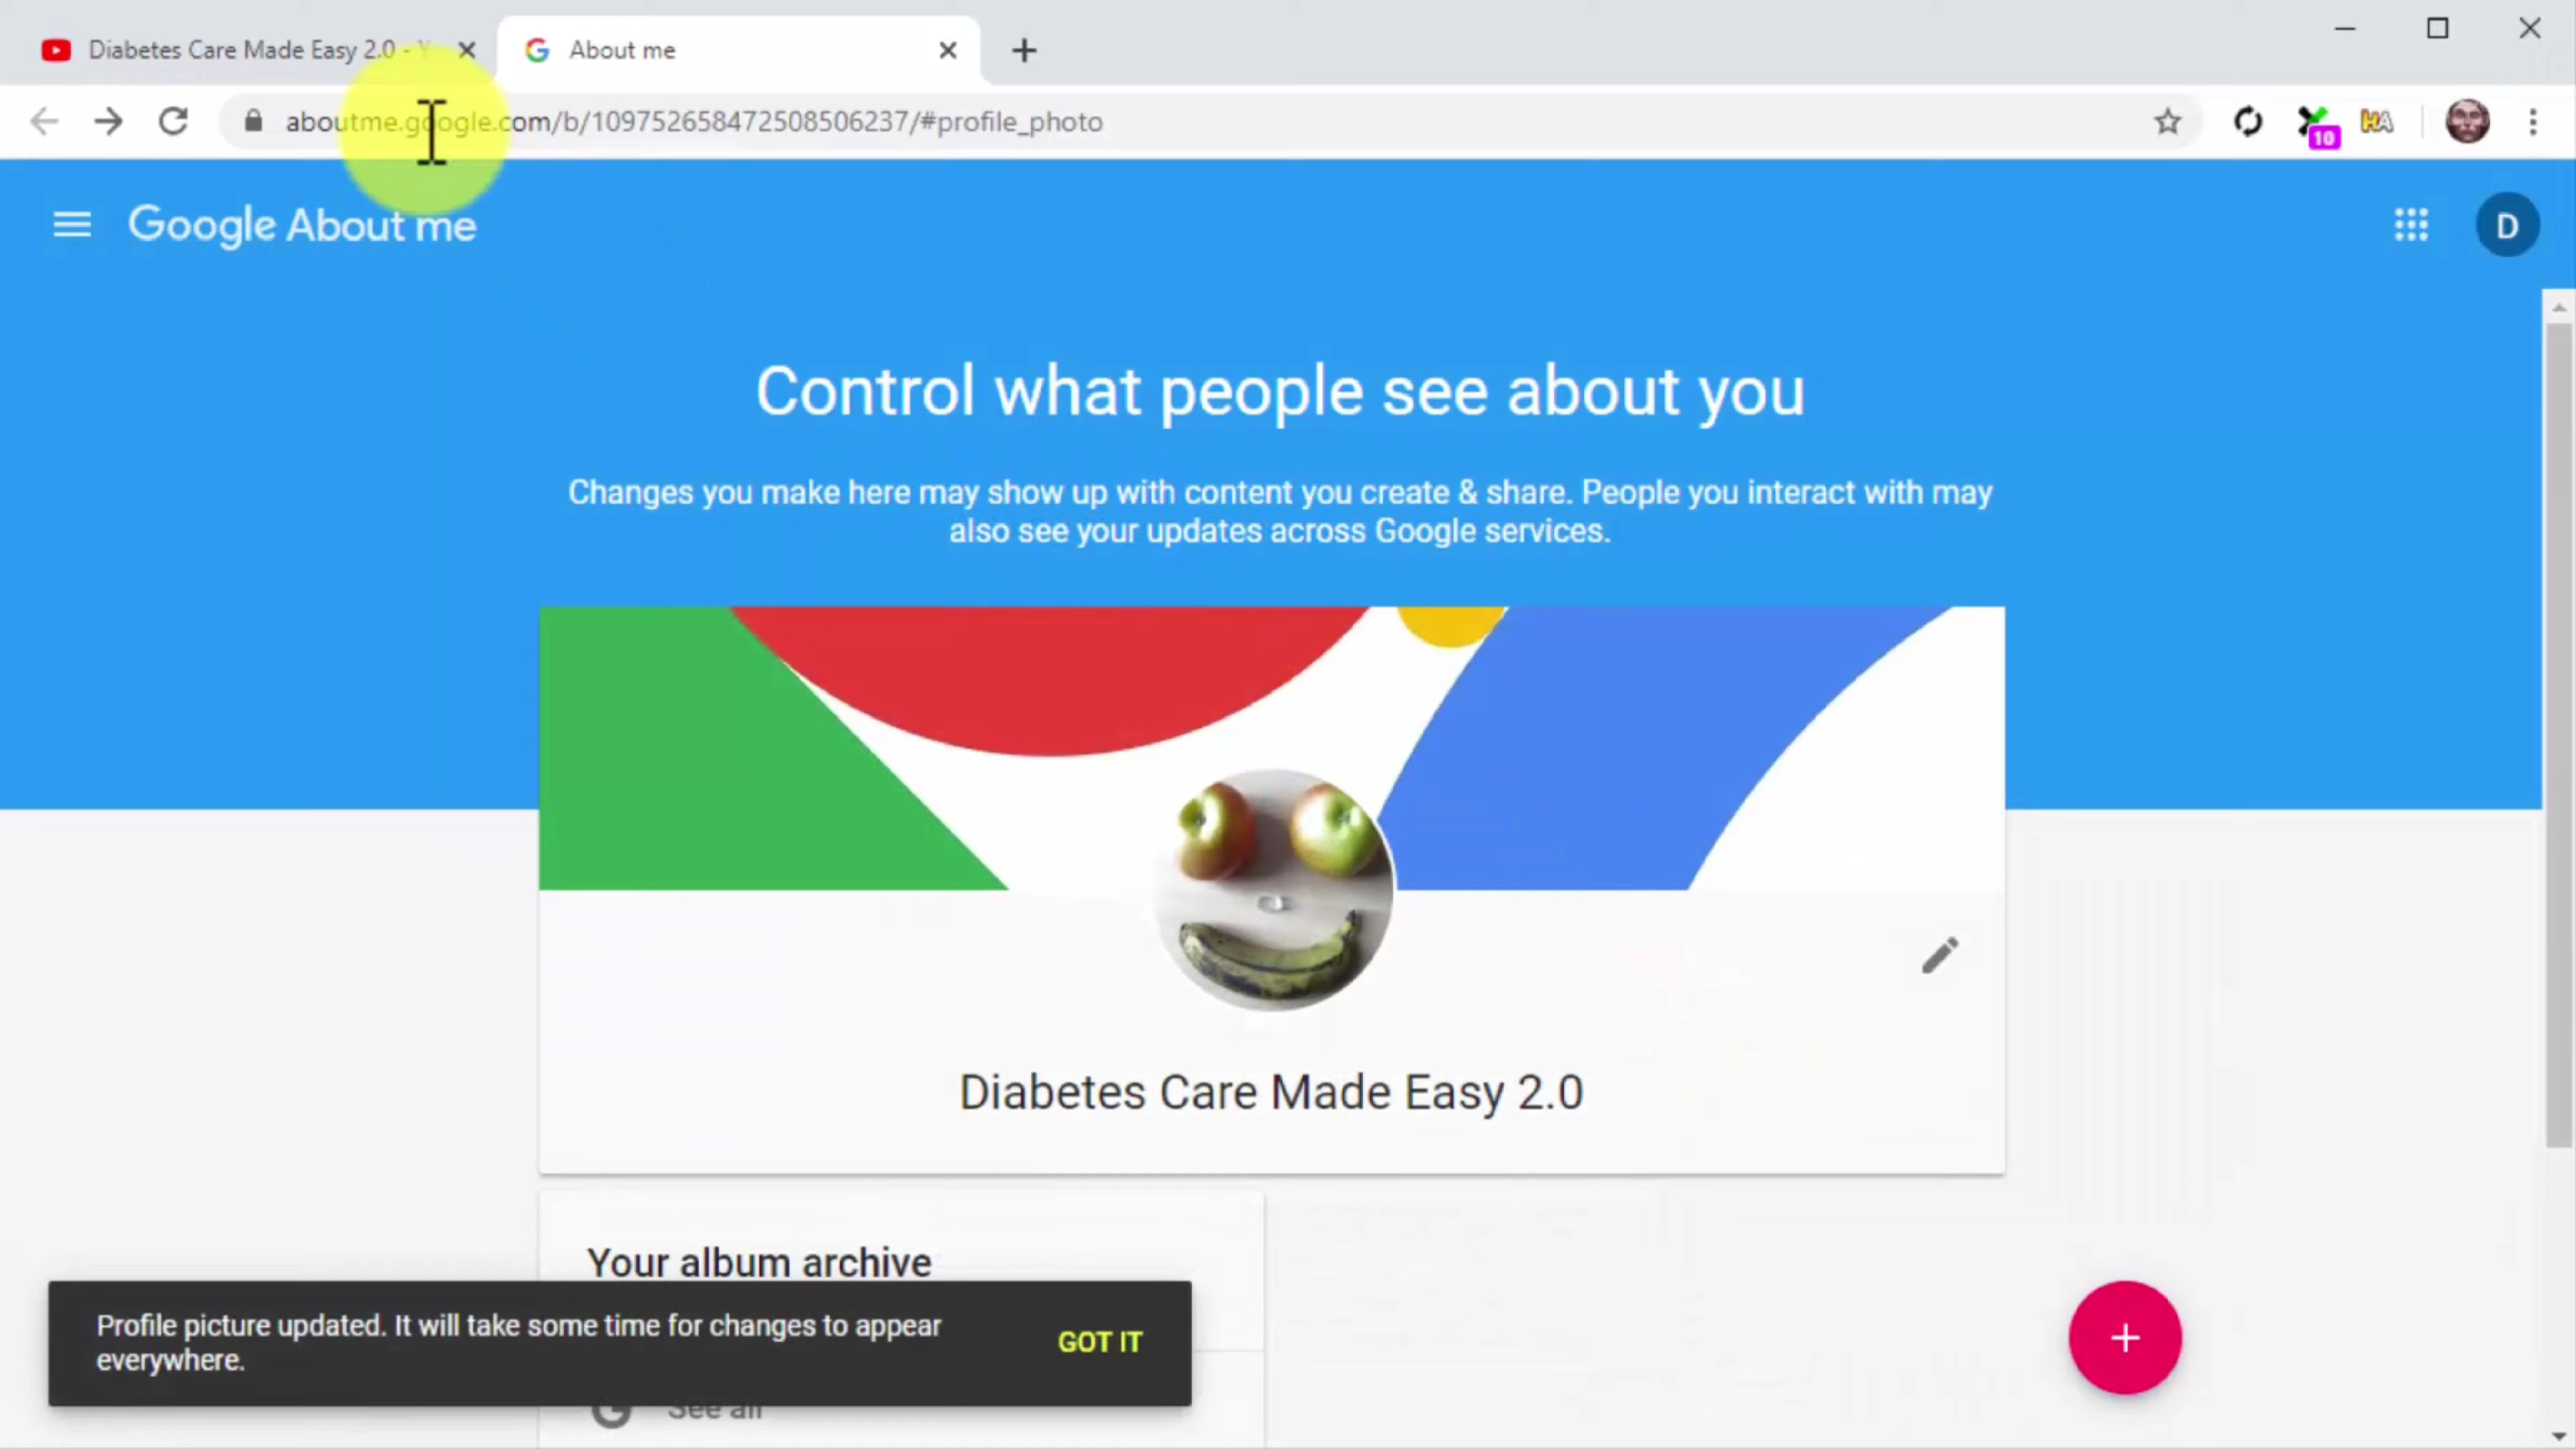 Diabetes Care Made Easy 2.0 - Y
About me
aboutme.google.com/b/109752658472508506237/#profile_photo
10
HA
Google About me
D
Control what people see about you
Changes you make here may show up with content you create & share. People you interact with may
also see your updates across Google services.
Diabetes Care Made Easy 2.0
Your album archive
Profile picture updated. It will take some time for changes to appear
everywhere.
GOT IT
See all